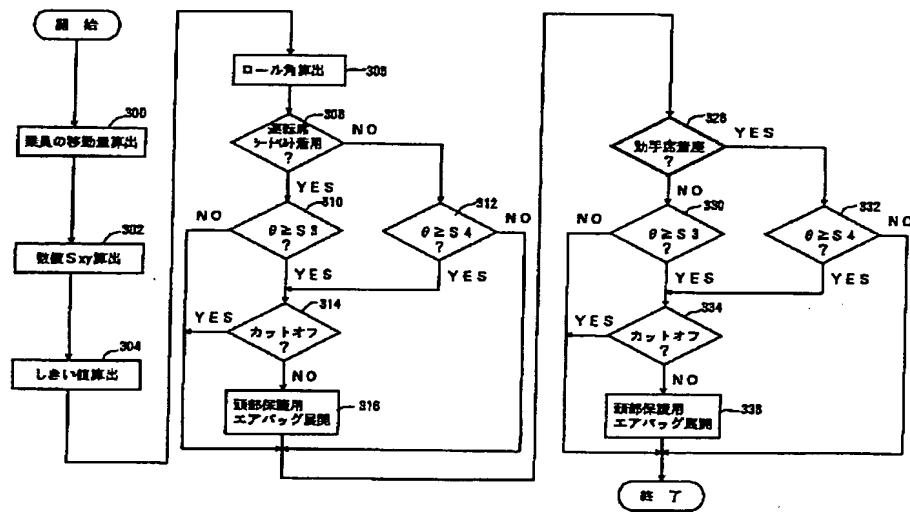 開 始
300
乗員の移動量算出
302
数値Sxy算出
304
しきい値算出
ロール角算出
306
308
運転席
シートベルト着用
?
NO
YES
310
NO
θ≧S3
?
YES
312
θ≧S4
?
NO
YES
314
YES
カットオフ
?
NO
頭部保護用
エアバッグ展開
316
328
助手席着座
?
YES
NO
330
NO
θ≧S3
?
YES
332
θ≧S4
?
NO
YES
334
YES
カットオフ
?
NO
頭部保護用
エアバッグ展開
336
終 了